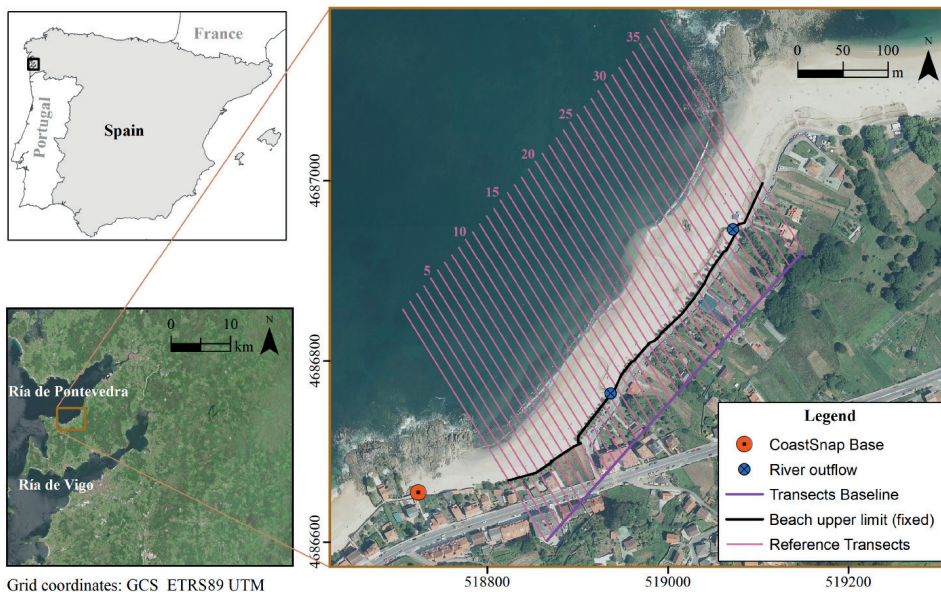 France
Portugal
Spain
0 10
km
N
Ría de Pontevedra
Ría de Vigo
Grid coordinates: GCS ETRS89 UTM
35
30
25
20
15
10
5
0 50 100
m
N
4687000
4686800
4686600
518800
519000
519200
Legend
CoastSnap Base
River outflow
Transects Baseline
Beach upper limit (fixed)
Reference Transects